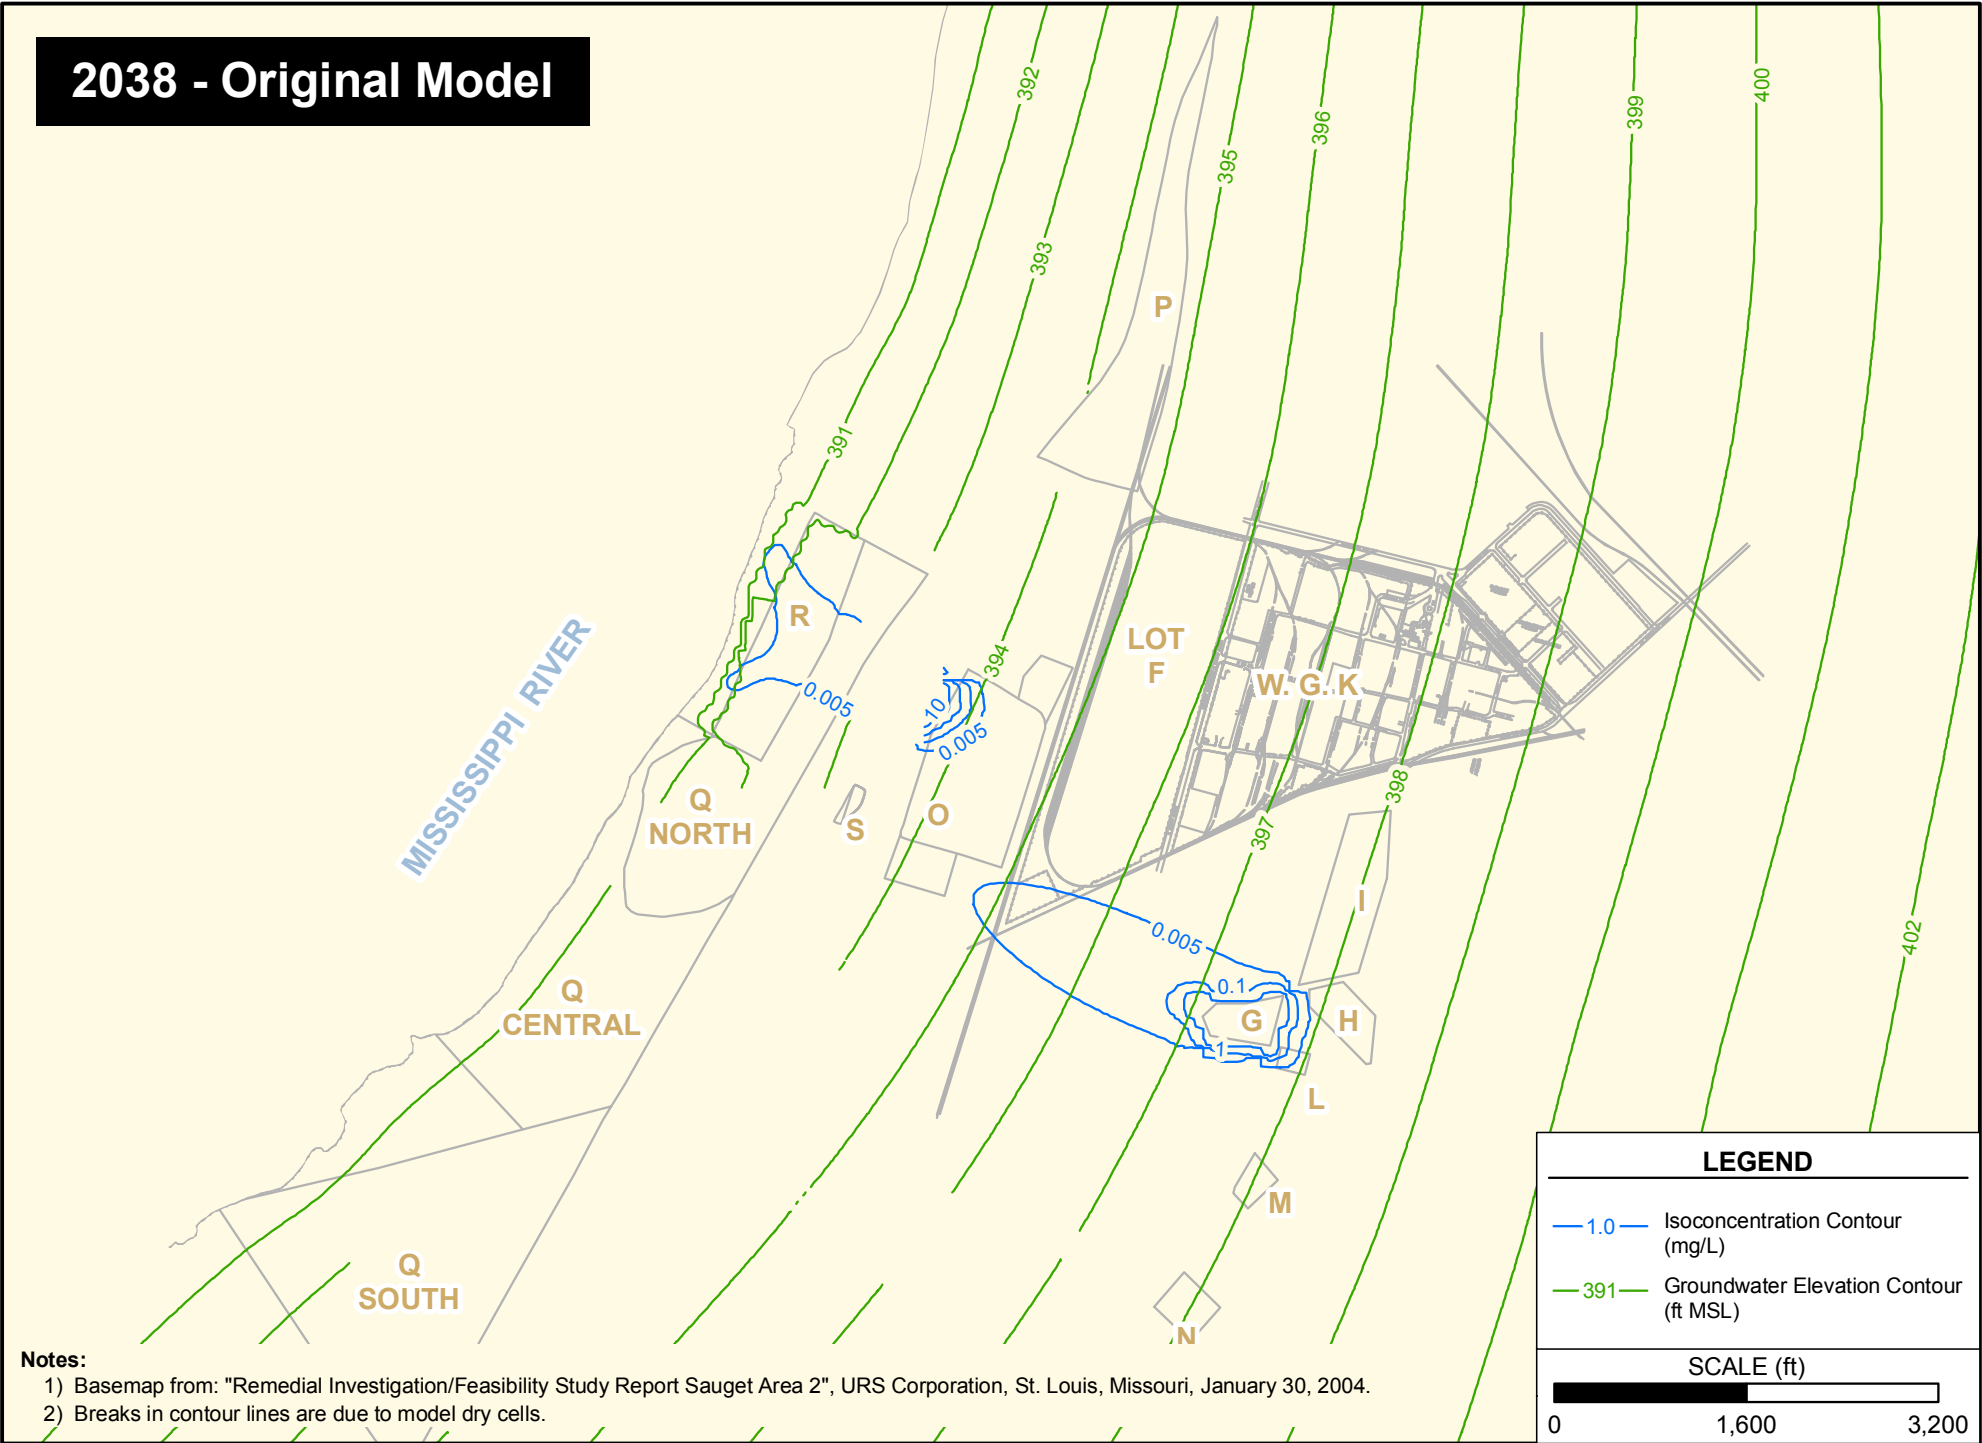 2038 - Original Model
392
400
399
396
395
393
P
391
R
LOT
F
394
W. G. K
0.005
10
0.005
MISSISSIPPI RIVER
398
Q
NORTH
S
O
397
I
0.005
402
0.1
Q
CENTRAL
G
H
1
L
M
Q
SOUTH
N
LEGEND
1.0
Isoconcentration Contour
(mg/L)
391
Groundwater Elevation Contour
(ft MSL)
SCALE (ft)
0 1,600 3,200
Notes:
1) Basemap from: "Remedial Investigation/Feasibility Study Report Sauget Area 2", URS Corporation, St. Louis, Missouri, January 30, 2004.
2) Breaks in contour lines are due to model dry cells.